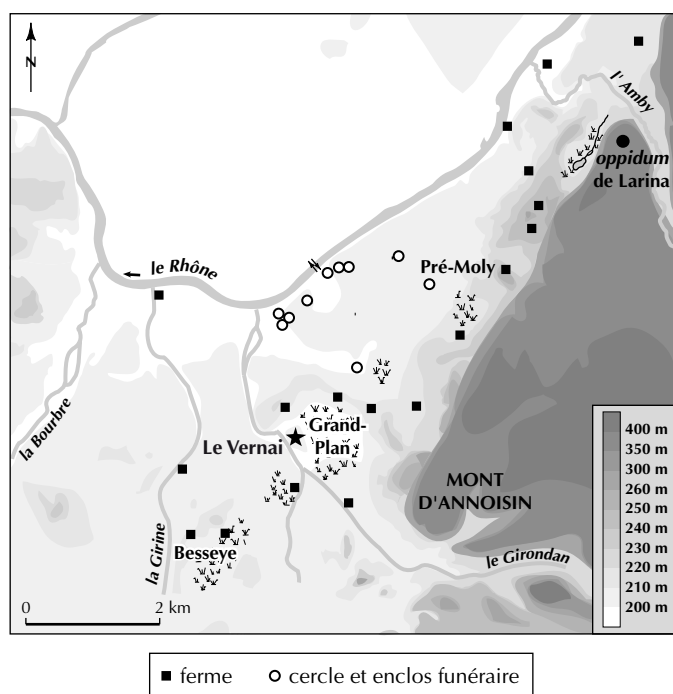 N
l' Amby
oppidum
de Larina
Pré-Moly
le Rhône
la Bourbre
Le Vernai
Grand-
Plan
MONT
D'ANNOISIN
la Girine
Besseye
le Girondan
0 2 km
400 m
350 m
300 m
260 m
250 m
240 m
230 m
220 m
210 m
200 m
ferme cercle et enclos funéraire